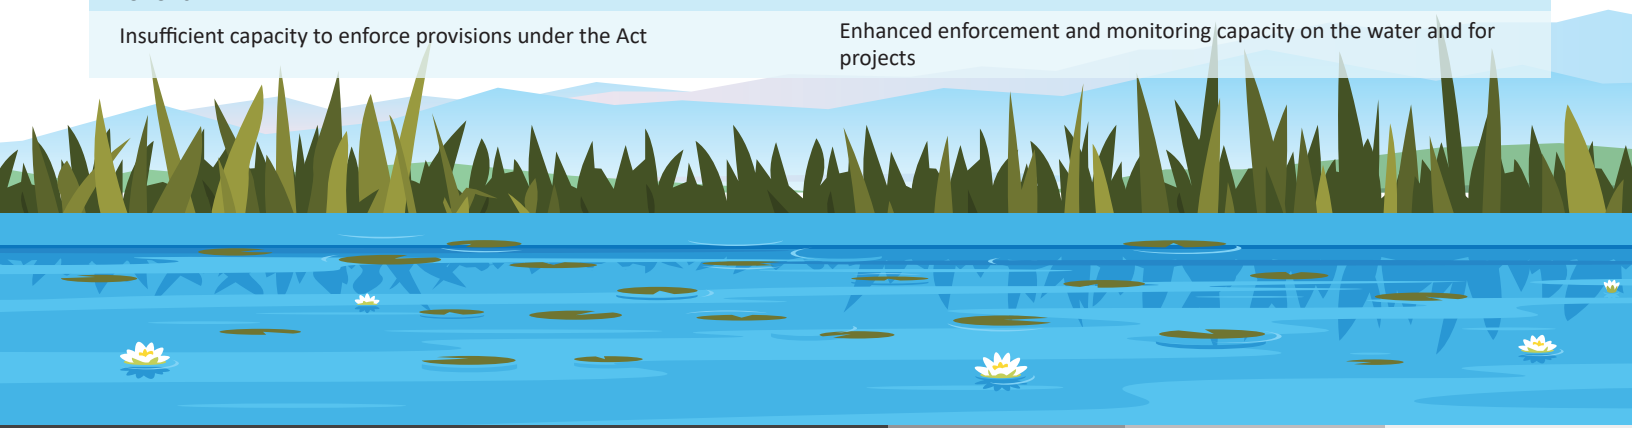 Insufficient capacity to enforce provisions under the Act
Enhanced enforcement and monitoring capacity on the water and for
projects